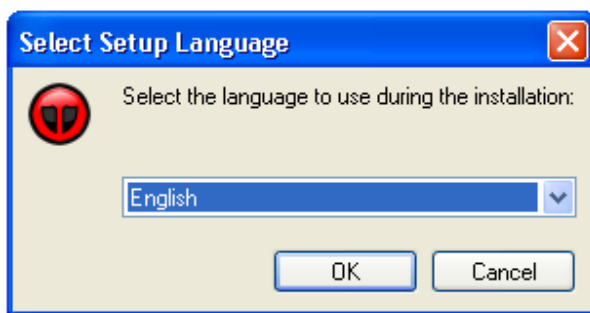 Select Setup Language
Select the language to use during the installation:
English
OK
Cancel